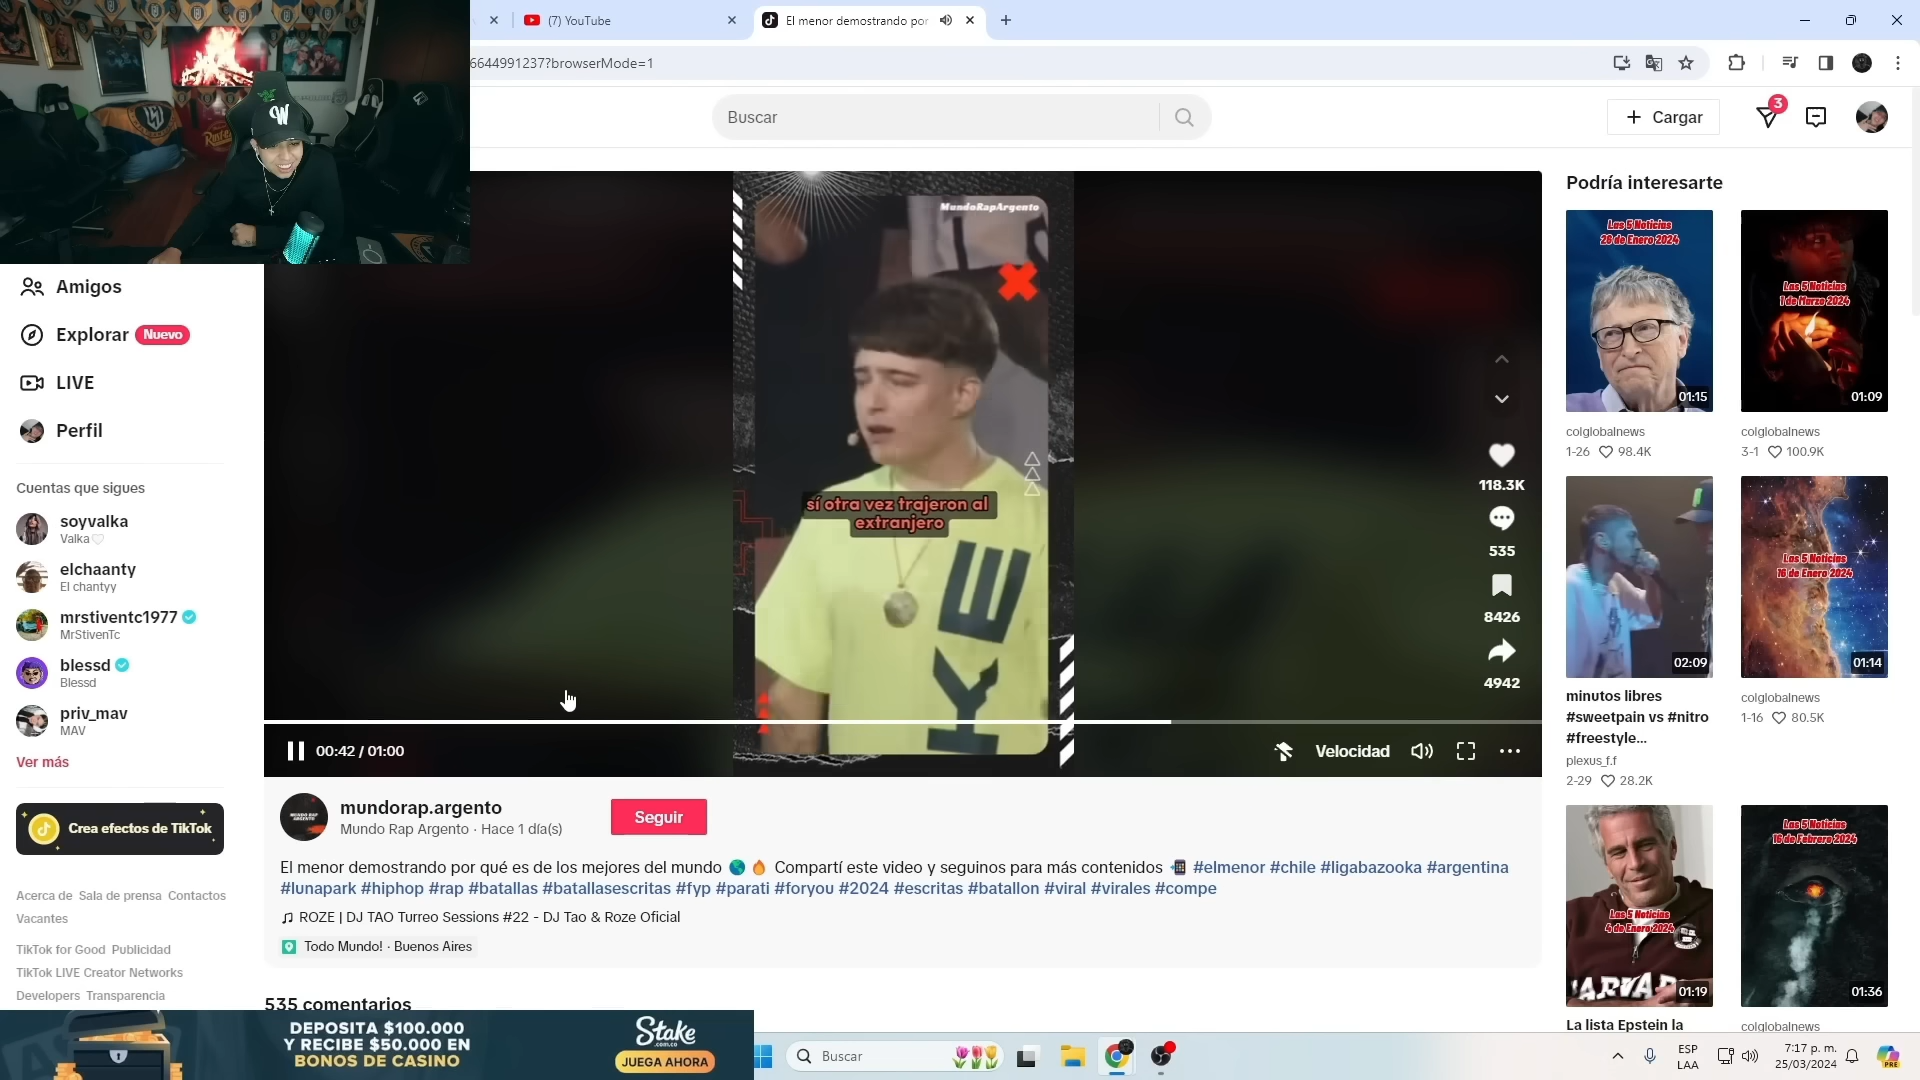 (7) YouTube
El menor demostrando por
6644991237?browserMode=1
Buscar
Cargar
3
Amigos
Explorar Nuevo
LIVE
Perfil
Cuentas que sigues
soyvalka
Valka
elchaanty
El chantyy
mrstiventc1977
MrStivenTc
blessd
Blessd
priv_mav
MAV
Ver más
Crea efectos de TikTok
Acerca de Sala de prensa Contactos
Vacantes
TikTok for Good Publicidad
TikTok LIVE Creator Networks
Developers Transparencia
MundoRapArgento
sí otra vez trajeron al
extranjero
KE
118.3K
535
8426
4942
00:42 / 01:00
Velocidad
mundorap.argento
Mundo Rap Argento · Hace 1 día(s)
Seguir
El menor demostrando por qué es de los mejores del mundo 🌎 🔥 Compartí este video y seguinos para más contenidos 📲 #elmenor #chile #ligabazooka #argentina
#lunapark #hiphop #rap #batallas #batallasescritas #fyp #parati #foryou #2024 #escritas #batallon #viral #virales #compe
ROZE | DJ TAO Turreo Sessions #22 - DJ Tao & Roze Oficial
Todo Mundo! · Buenos Aires
535 comentarios
Podría interesarte
Las 5 Noticias
26 de Enero 2024
01:15
colglobalnews
1-26 98.4K
Las 5 Noticias
1 de Marzo 2024
01:09
colglobalnews
3-1 100.9K
02:09
minutos libres
#sweetpain vs #nitro
#freestyle...
plexus_f.f
2-29 28.2K
Las 5 Noticias
16 de Enero 2024
01:14
colglobalnews
1-16 80.5K
Las 5 Noticias
4 de Enero 2024
HARVARD
01:19
La lista Epstein la
Las 5 Noticias
16 de Febrero 2024
01:36
colglobalnews
DEPOSITA $100.000
Y RECIBE $50.000 EN
BONOS DE CASINO
Stake
.com.co
JUEGA AHORA
Buscar
ESP
LAA
7:17 p. m.
25/03/2024
PRE